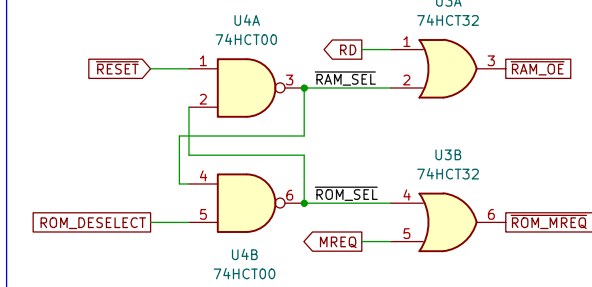 U3A
U4A
74HCT32
74HCT00
1
RD
RESET
1
3
RAM_SEL
2
3
RAM_OE
2
U3B
74HCT32
4
6
ROM_SEL
4
ROM_DESELECT
5
6
ROM_MREQ
MREQ
5
U4B
74HCT00